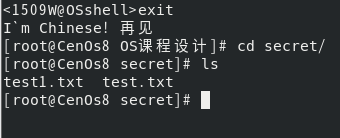 <1509W@OSshell>exit
I`m Chinese! 再见
[root@CenOs8 OS课程设计]# cd secret/
[root@CenOs8 secret]# ls
test1.txt  test.txt
[root@CenOs8 secret]#